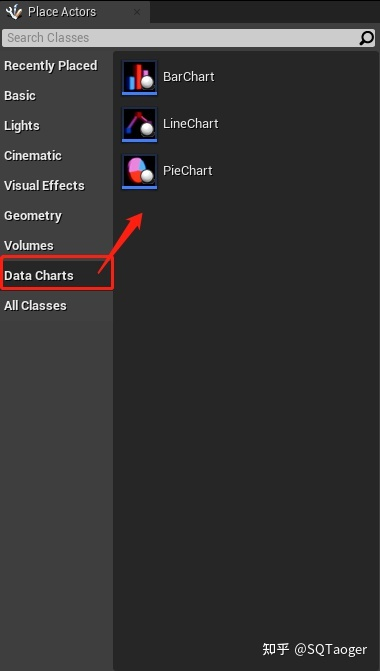 Place Actors
Search Classes
Recently Placed
Basic
Lights
Cinematic
Visual Effects
Geometry
Volumes
Data Charts
All Classes
BarChart
LineChart
PieChart
知乎 @SQTaoger